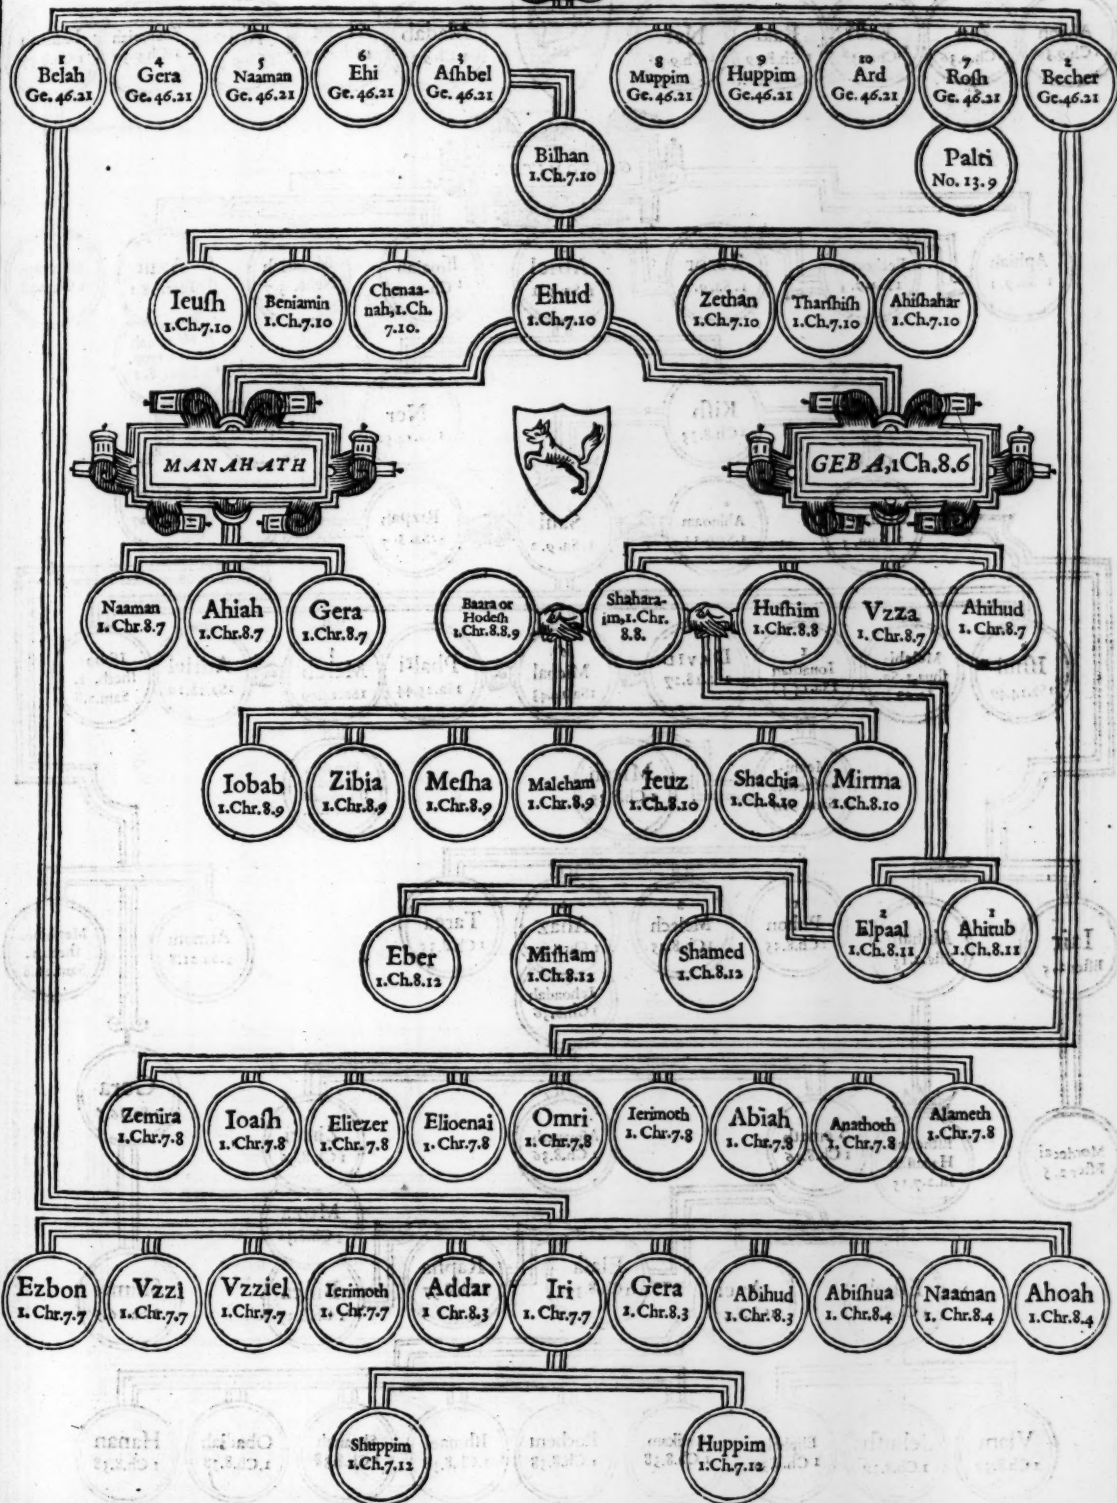 1
Belah
Ge. 46.21
4
Gera
Ge. 46.21
5
Naaman
Ge. 46.21
6
Ehi
Ge. 46.21
3
Aſhbel
Ge. 46.21
8
Muppim
Ge. 46.21
9
Huppim
Ge. 46.21
10
Ard
Ge. 46.21
7
Roſh
Ge. 46.21
2
Becher
Ge. 46.21
Bilhan
1.Ch.7.10
Palti
No. 13.9
Ieuſh
1.Ch.7.10
Beniamin
1.Ch.7.10
Chenaa-
nah,1.Ch.
7.10.
Ehud
1.Ch.7.10
Zethan
1.Ch.7.10
Tharſhiſh
1.Ch.7.10
Ahiſhahar
1.Ch.7.10
MANAHATH
GEBA,1Ch.8.6
Naaman
1. Chr.8.7
Ahiah
1.Chr.8.7
Gera
1.Chr.8.7
Baara or
Hodeſh
1.Chr.8.8.9
Shahara-
im,1.Chr.
8.8.
Huſhim
1.Chr.8.8
Vzza
1. Chr.8.7
Ahihud
1.Chr.8.7
Iobab
1.Chr.8.9
Zibia
1.Chr.8.9
Meſha
1.Chr.8.9
Malcham
1.Chr.8.9
Ieuz
1.Ch.8.10
Shachia
1.Ch.8.10
Mirma
1.Ch.8.10
Eber
1.Ch.8.12
Miſham
1.Ch.8.12
Shamed
1.Ch.8.12
2
Elpaal
1.Ch.8.11
1
Ahitub
1.Ch.8.11
Zemira
1.Chr.7.8
Ioaſh
1.Chr.7.8
Eliezer
1.Chr.7.8
Elioenai
1.Chr.7.8
Omri
1.Chr.7.8
Ierimoth
1. Chr.7.8
Abiah
1. Chr.7.8
Anathoth
1. Chr.7.8
Alameth
1.Chr.7.8
Ezbon
1. Chr.7.7
Vzzi
1. Chr.7.7
Vzziel
1.Chr.7.7
Ierimoth
1. Chr.7.7
Addar
1 Chr.8.3
Iri
1. Chr.7.7
Gera
1. Chr.8.3
Abihud
1. Chr.8.3
Abiſhua
1. Chr.8.4
Naaman
1. Chr.8.4
Ahoah
1.Chr.8.4
Shuppim
1.Ch.7.12
Huppim
1.Ch.7.12